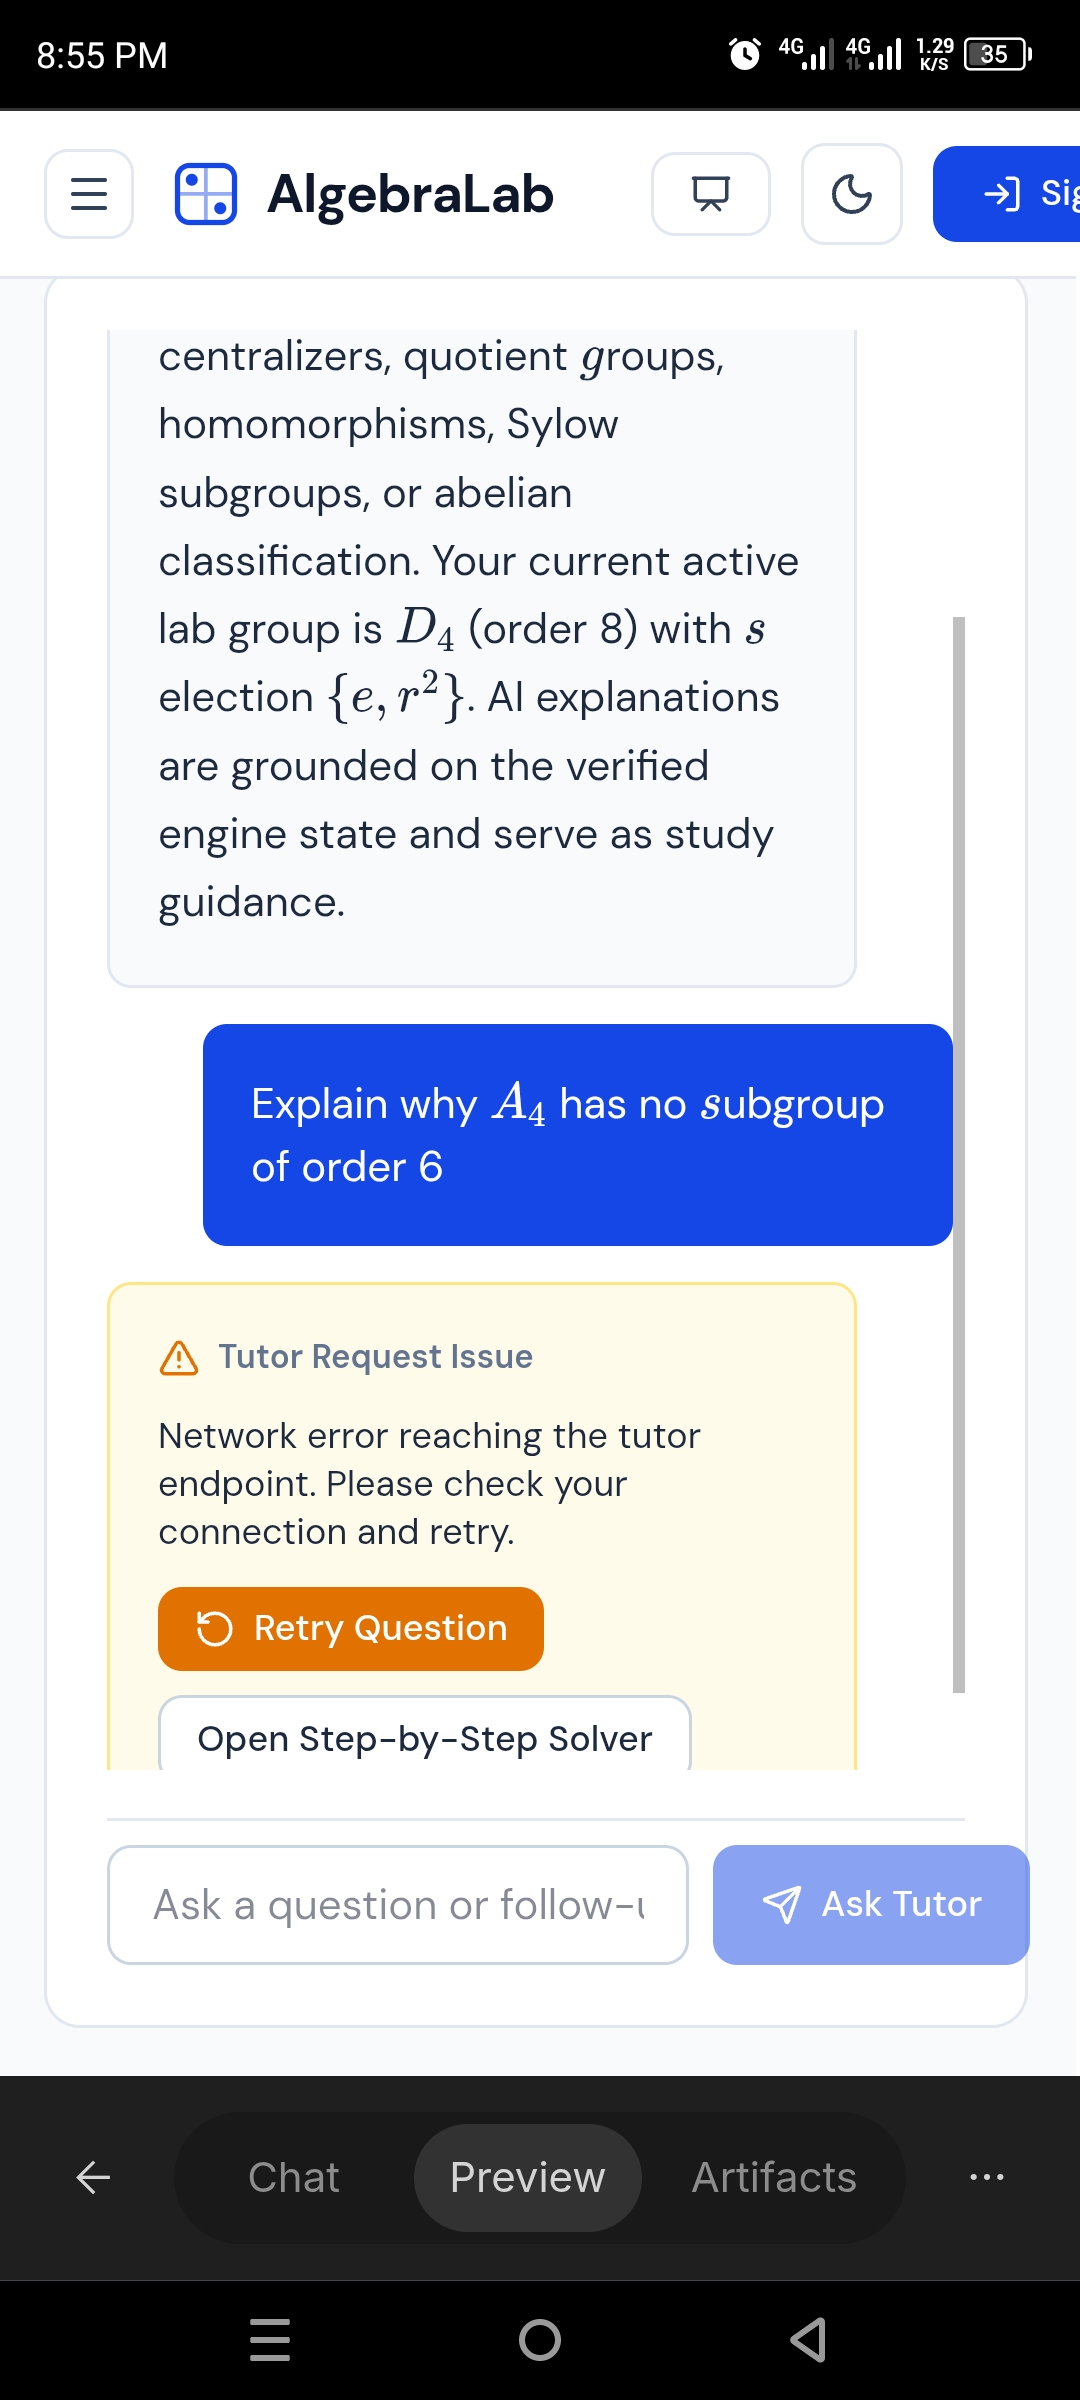 8:55 PM
4G 4G 1.29 K/S 35
AlgebraLab
Sig
centralizers, quotient groups,
homomorphisms, Sylow
subgroups, or abelian
classification. Your current active
lab group is D₄ (order 8) with s
election {e, r²}. AI explanations
are grounded on the verified
engine state and serve as study
guidance.
Explain why A₄ has no subgroup
of order 6
Tutor Request Issue
Network error reaching the tutor
endpoint. Please check your
connection and retry.
Retry Question
Open Step-by-Step Solver
Ask a question or follow-u
Ask Tutor
Chat
Preview
Artifacts